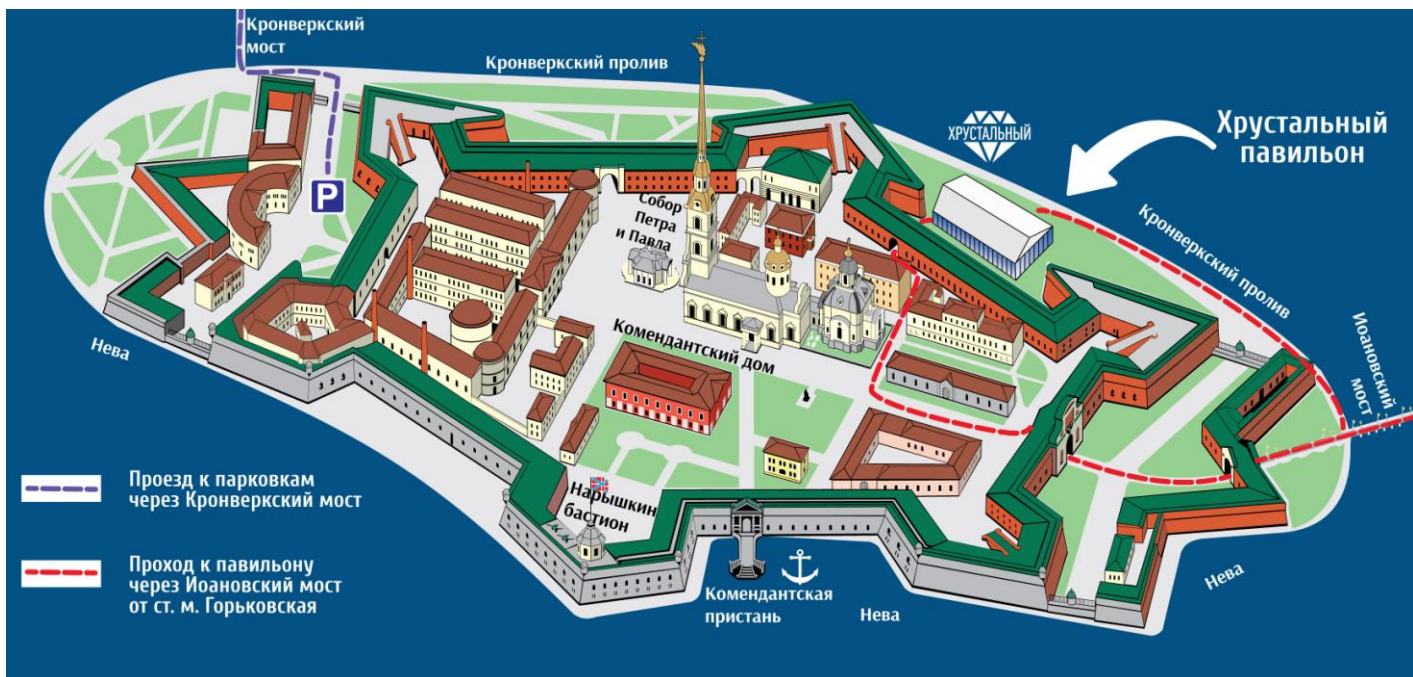 Кронверкский
мост
Кронверкский пролив
ХРУСТАЛЬНЫЙ
Хрустальный
павильон
P
Собор
Петра
и Павла
Кронверкский пролив
Иоановский
мост
Нева
Комендантский дом
Проезд к парковкам
через Кронверкский мост
Нарышкин
бастион
Проход к павильону
через Иоановский мост
от ст. м. Горьковская
Комендантская
пристань
Нева
Нева